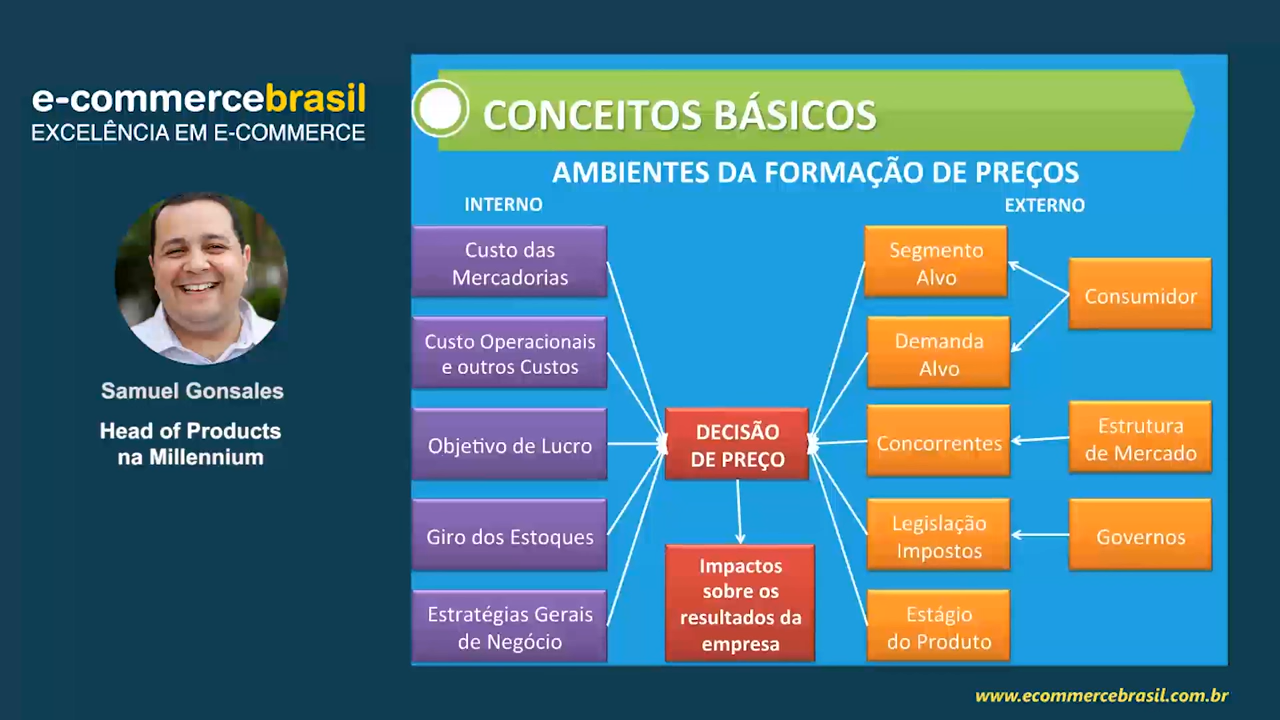 e-commercebrasil
EXCELÊNCIA EM E-COMMERCE
Samuel Gonsales
Head of Products
na Millennium
CONCEITOS BÁSICOS
AMBIENTES DA FORMAÇÃO DE PREÇOS
INTERNO
EXTERNO
Custo das
Mercadorias
Custo Operacionais
e outros Custos
Objetivo de Lucro
Giro dos Estoques
Estratégias Gerais
de Negócio
DECISÃO
DE PREÇO
Impactos
sobre os
resultados da
empresa
Segmento
Alvo
Demanda
Alvo
Concorrentes
Legislação
Impostos
Estágio
do Produto
Consumidor
Estrutura
de Mercado
Governos
www.ecommercebrasil.com.br